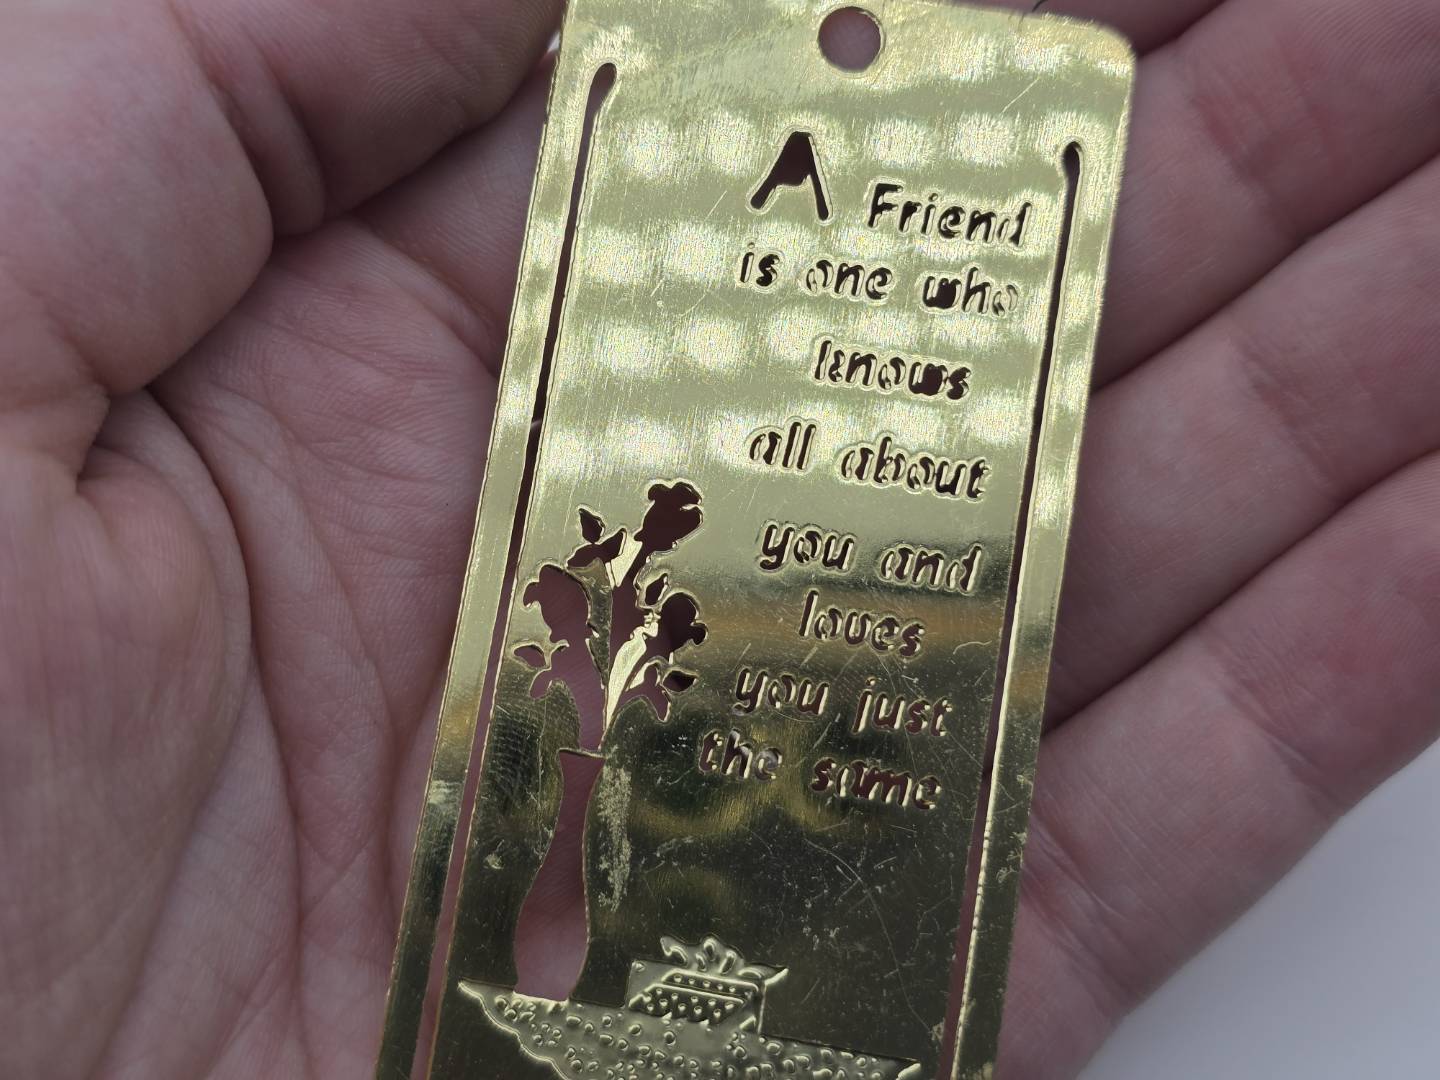 A Friend
is one who
knows
all about
you and
loves
you just
the same